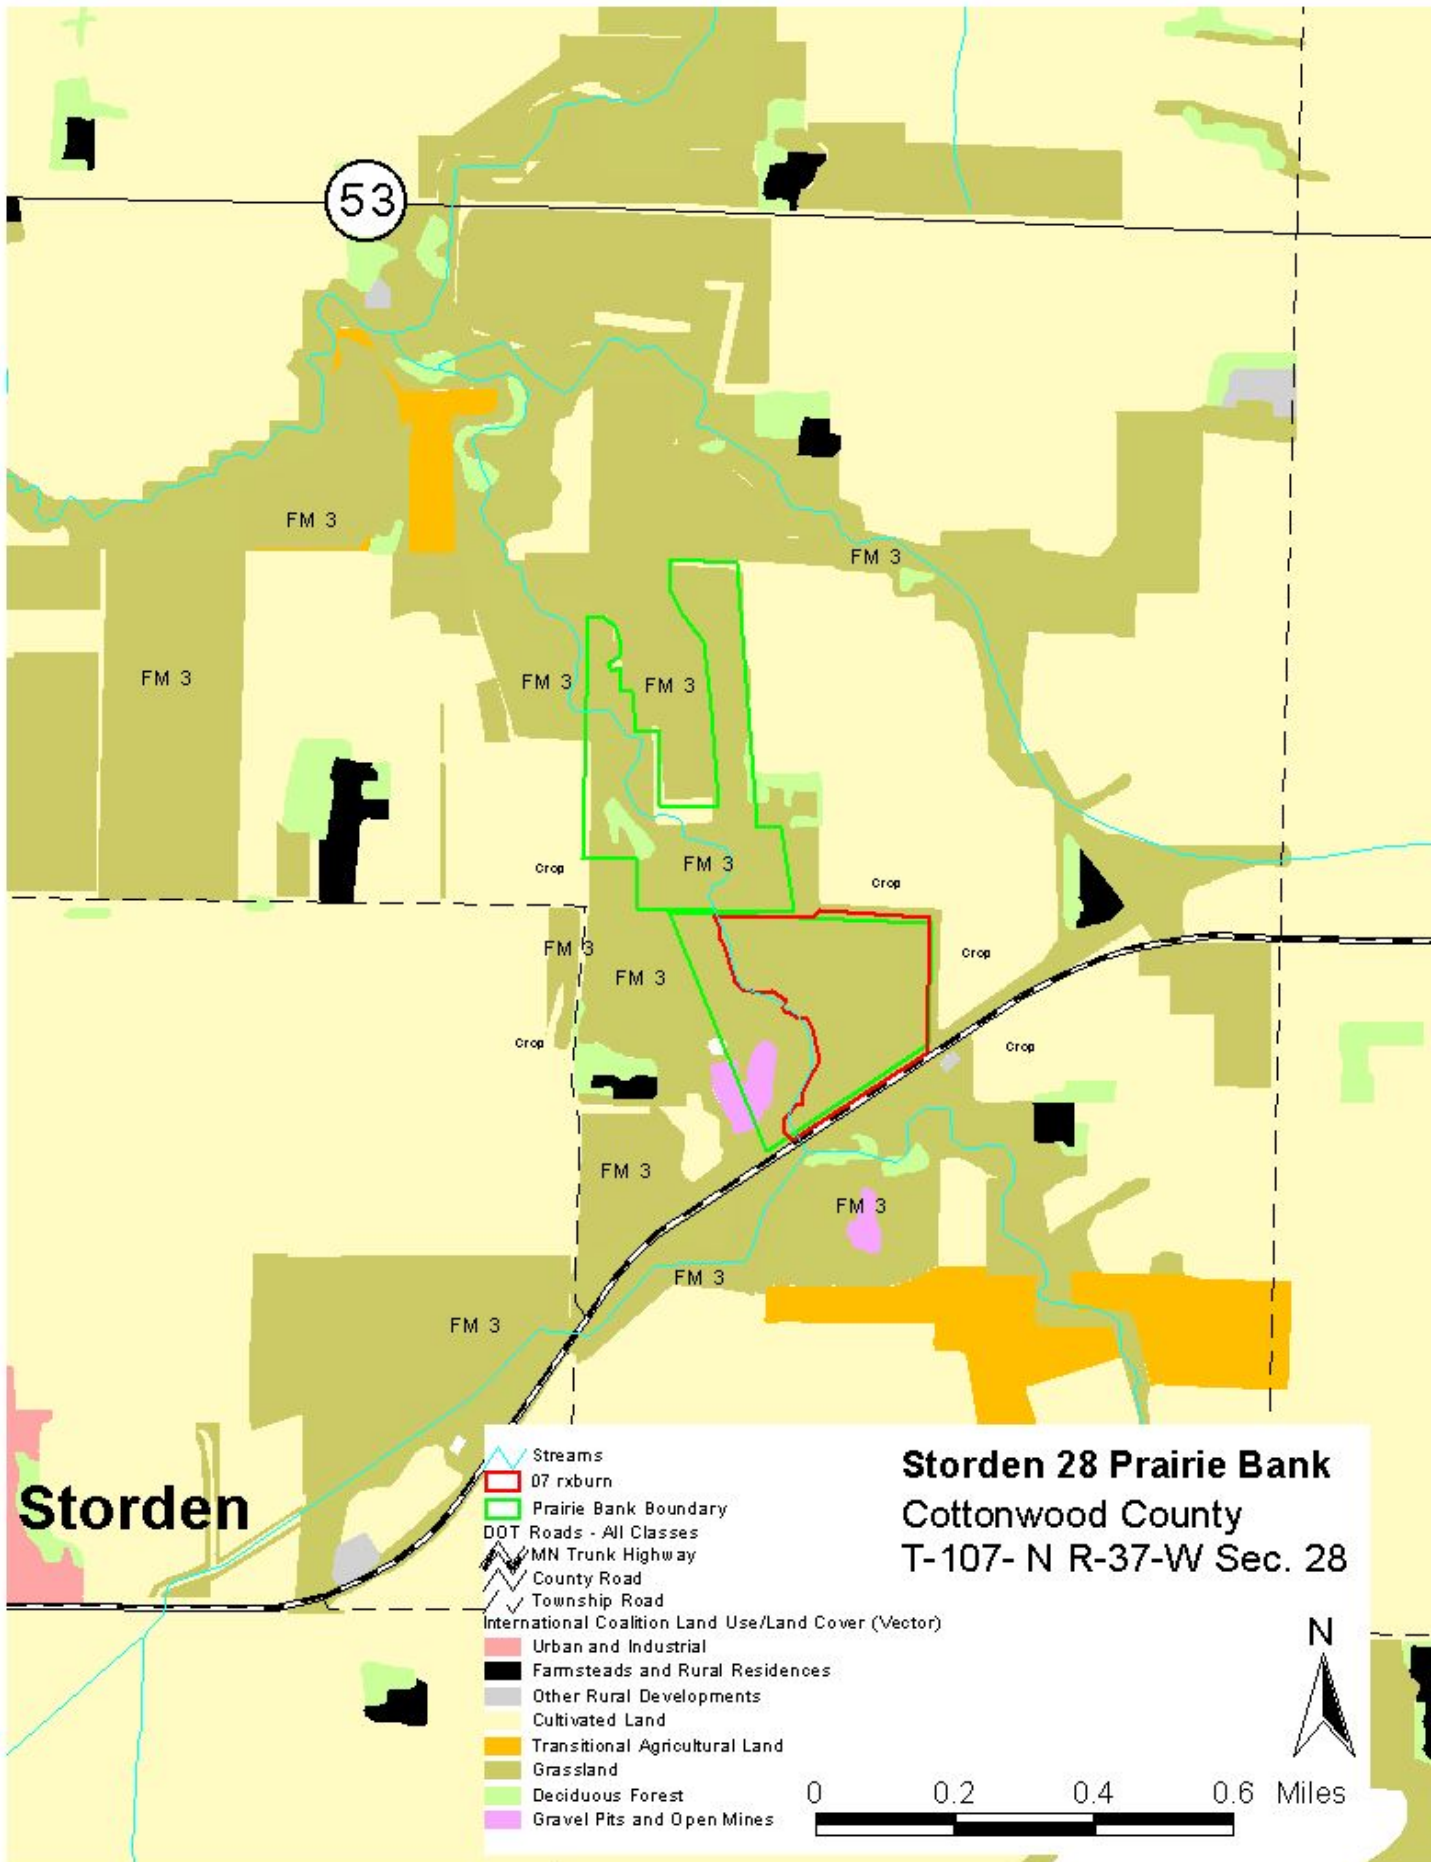 53
FM 3
FM 3
FM 3
FM 3
FM 3
Crop
FM 3
Crop
FM 3
FM 3
Crop
Crop
Crop
FM 3
FM 3
FM 3
FM 3
Storden
Streams
07 rxburn
Prairie Bank Boundary
DOT Roads - All Classes
MN Trunk Highway
County Road
Township Road
International Coalition Land Use/Land Cover (Vector)
Urban and Industrial
Farmsteads and Rural Residences
Other Rural Developments
Cultivated Land
Transitional Agricultural Land
Grassland
Deciduous Forest
Gravel Pits and Open Mines
Storden 28 Prairie Bank
Cottonwood County
T-107- N R-37-W Sec. 28
N
0 0.2 0.4 0.6 Miles